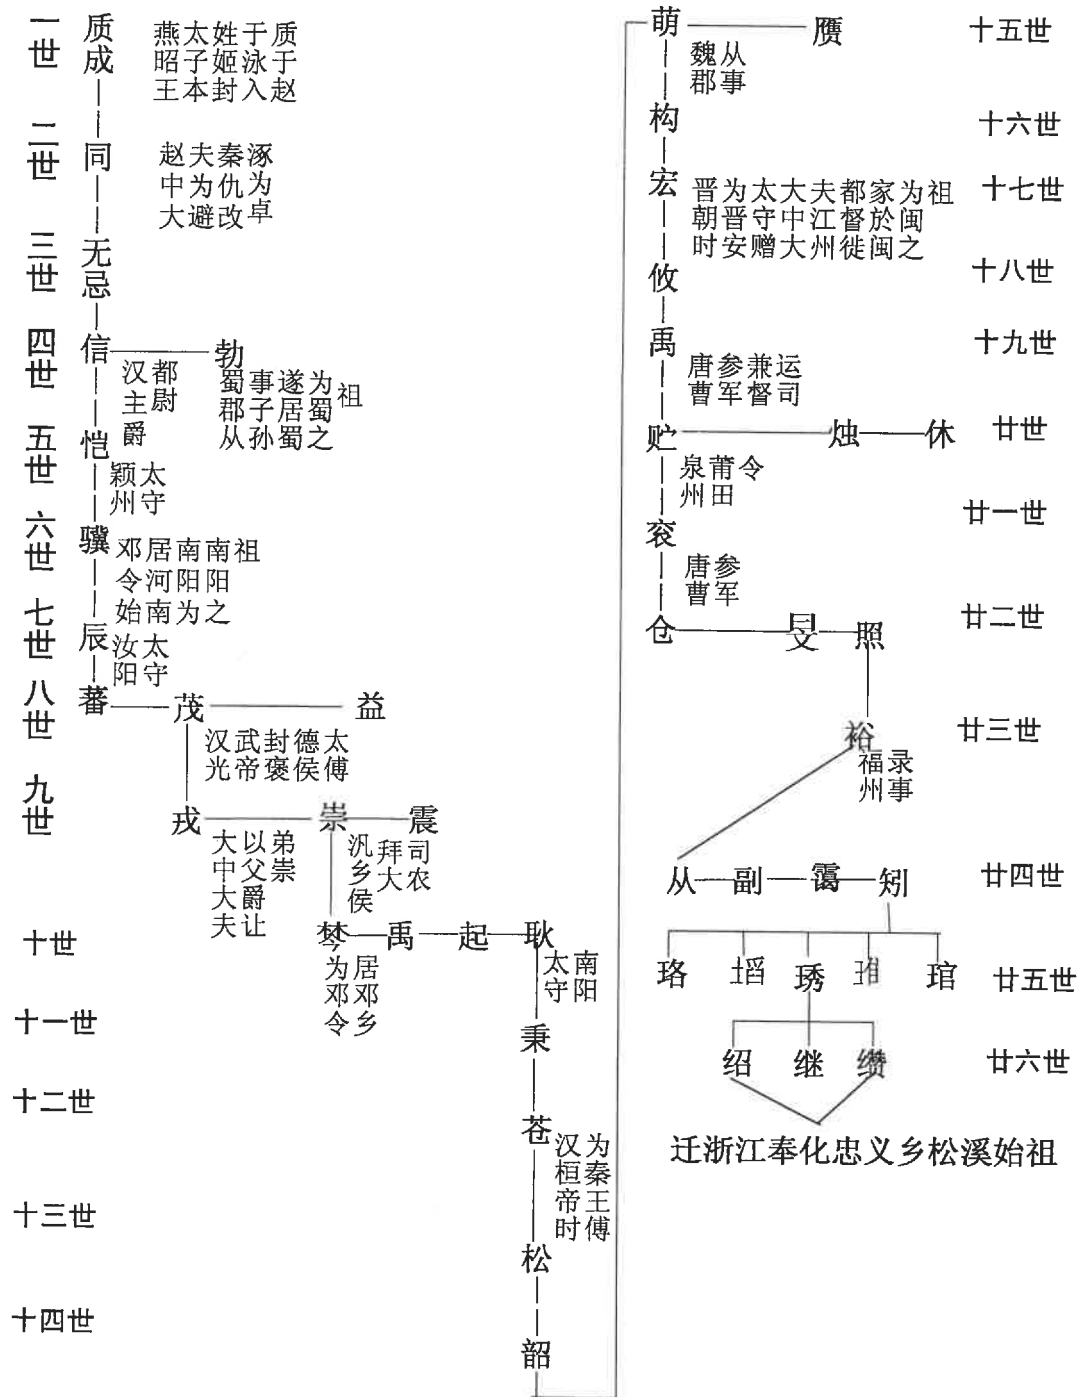 一世
质成
燕昭王
太子本
姓姬封
于泳入
质于赵
二世
同
赵中大
夫为避
秦仇改
涿为卓
三世
无忌
四世
信
汉主爵
都尉
勃
蜀郡从
事子孙
遂居蜀
为蜀之
祖
五世
恺
颖州
太守
六世
骥
邓令始
居河南
南阳为
南阳之
祖
七世
辰
汝阳
太守
八世
蕃
茂
汉光
武帝
封褒
德侯
太傅
益
九世
戎
大中大夫
以父爵让
弟崇
崇
汎乡侯
震
拜大
司农
十世
为邓令
居邓乡
禹
起
耿
太守
南阳
十一世
秉
十二世
苍
汉桓帝时
为秦王傅
十三世
松
十四世
韶
十五世
萌
魏郡
从事
赝
十六世
构
十七世
宏
晋朝时
为晋安
太守赠
大中大
夫江州
都督徙
家於闽
为闽之
祖
十八世
攸
十九世
禹
唐曹
参军
兼督
运司
廿世
贮
泉州
莆田
令
烛
休
廿一世
衮
唐曹
参军
廿二世
仓
旻
照
廿三世
裕
福州
录事
廿四世
从
副
霭
矧
廿五世
珞
琇
琯
廿六世
绍
继
缵
迁浙江奉化忠义乡松溪始祖